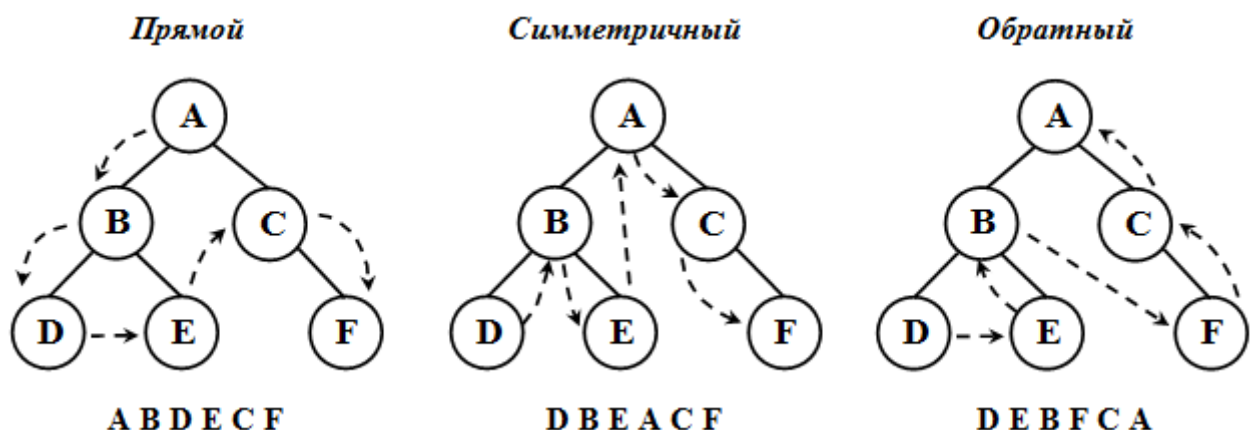 Прямой Симметричный Обратный
A A A
B C B C B C
D E F D E F D E F
A B D E C F D B E A C F D E B F C A